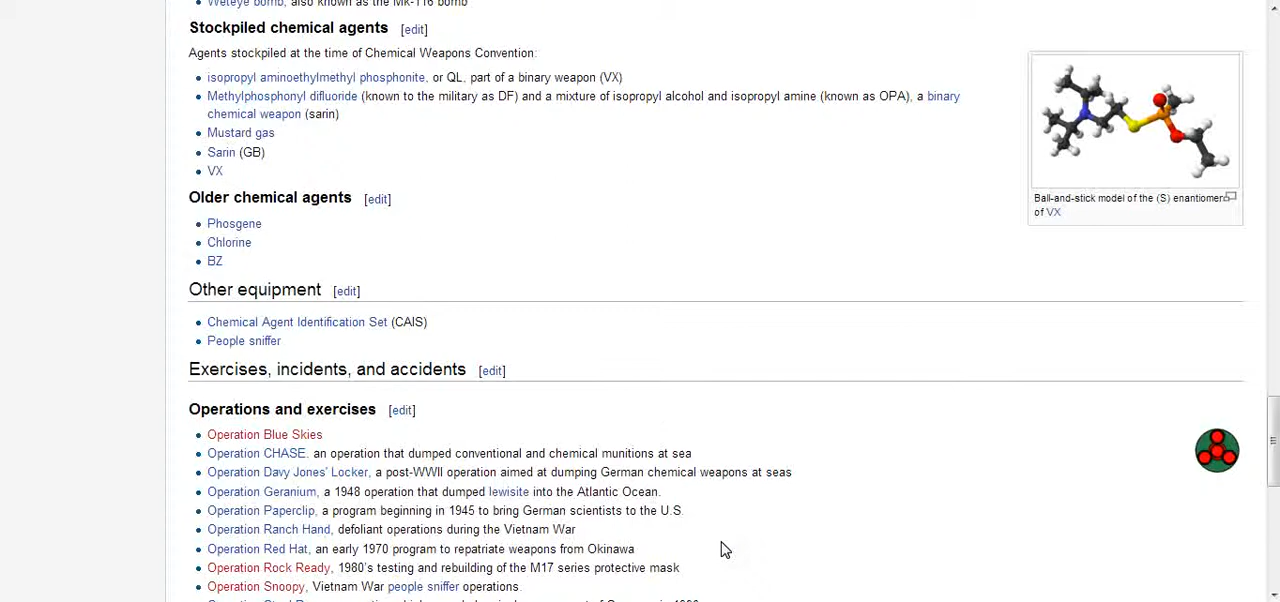 Weteye bomb, also known as the Mk-116 bomb
Stockpiled chemical agents [edit]
Agents stockpiled at the time of Chemical Weapons Convention:
isopropyl aminoethylmethyl phosphonite, or QL, part of a binary weapon (VX)
Methylphosphonyl difluoride (known to the military as DF) and a mixture of isopropyl alcohol and isopropyl amine (known as OPA), a binary
chemical weapon (sarin)
Mustard gas
Sarin (GB)
VX
Ball-and-stick model of the (S) enantiomer
of VX
Older chemical agents [edit]
Phosgene
Chlorine
BZ
Other equipment [edit]
Chemical Agent Identification Set (CAIS)
People sniffer
Exercises, incidents, and accidents [edit]
Operations and exercises [edit]
Operation Blue Skies
Operation CHASE. an operation that dumped conventional and chemical munitions at sea
Operation Davy Jones' Locker, a post-WWII operation aimed at dumping German chemical weapons at seas
Operation Geranium, a 1948 operation that dumped lewisite into the Atlantic Ocean.
Operation Paperclip, a program beginning in 1945 to bring German scientists to the U.S.
Operation Ranch Hand, defoliant operations during the Vietnam War
Operation Red Hat, an early 1970 program to repatriate weapons from Okinawa
Operation Rock Ready, 1980's testing and rebuilding of the M17 series protective mask
Operation Snoopy, Vietnam War people sniffer operations.